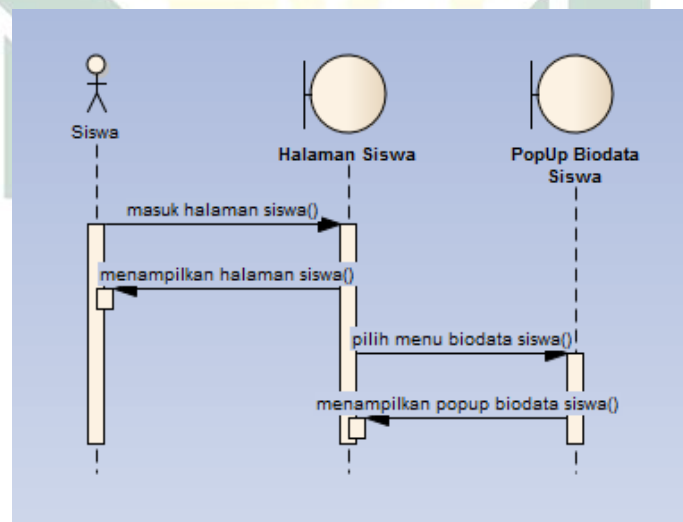 Siswa
Halaman Siswa
PopUp Biodata
Siswa
masuk halaman siswa()
menampilkan halaman siswa()
pilih menu biodata siswa()
menampilkan popup biodata siswa()